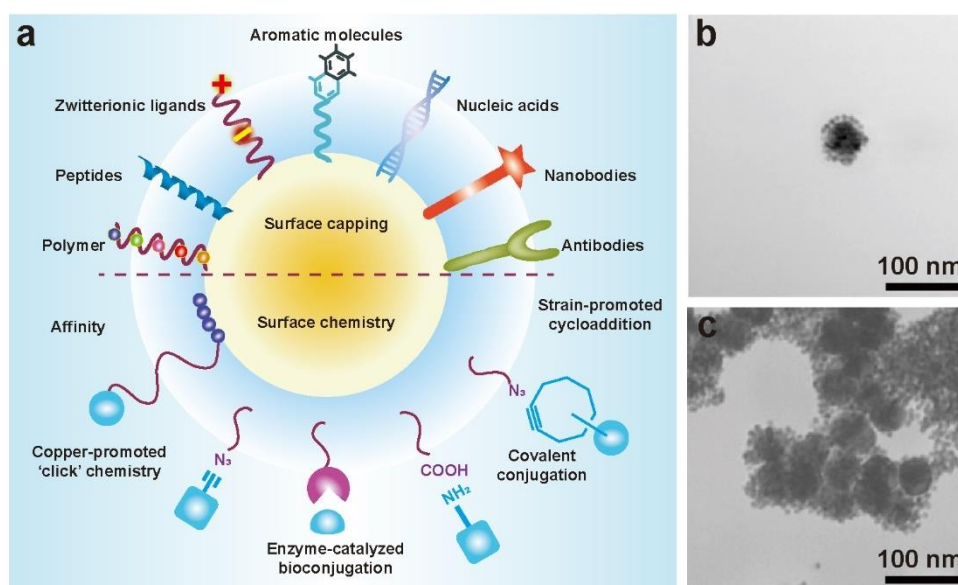 a
Aromatic molecules
Zwitterionic ligands
Nucleic acids
Peptides
Nanobodies
Surface capping
Polymer
Antibodies
Affinity
Surface chemistry
Strain-promoted
cycloaddition
N₃
Copper-promoted
'click' chemistry
N₃
COOH
NH₂
Covalent
conjugation
Enzyme-catalyzed
bioconjugation
b
100 nm
c
100 nm